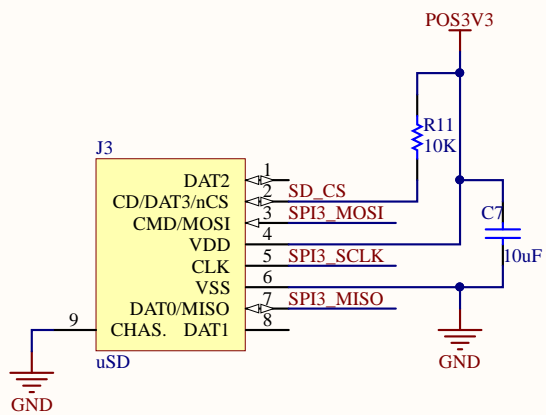 POS3V3
R11
10K
J3
DAT2 1
CD/DAT3/nCS 2 SD_CS
CMD/MOSI 3 SPI3_MOSI
VDD 4
CLK 5 SPI3_SCLK
VSS 6
DAT0/MISO 7 SPI3_MISO
9 CHAS. DAT1 8
uSD
C7
10uF
GND
GND